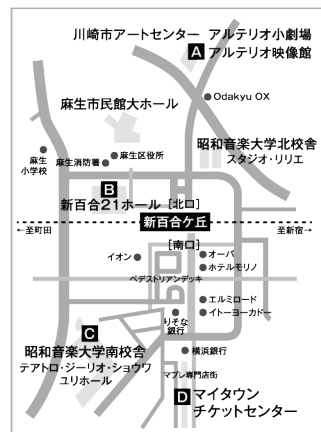 川崎市アートセンター アルテリオ小劇場
A アルテリオ映像館
Odakyu OX
麻生市民館大ホール
昭和音楽大学北校舎
スタジオ・リリエ
麻生
小学校
麻生消防署
麻生区役所
B
新百合21ホール
[北口]
新百合ケ丘
←至町田
至新宿→
[南口]
イオン
オーパ
ホテルモリノ
ペデストリアンデッキ
エルミロード
イトーヨーカドー
りそな
銀行
C
昭和音楽大学南校舎
テアトロ・ジーリオ・ショウワ
ユリホール
横浜銀行
マプレ専門店街
D マイタウン
チケットセンター